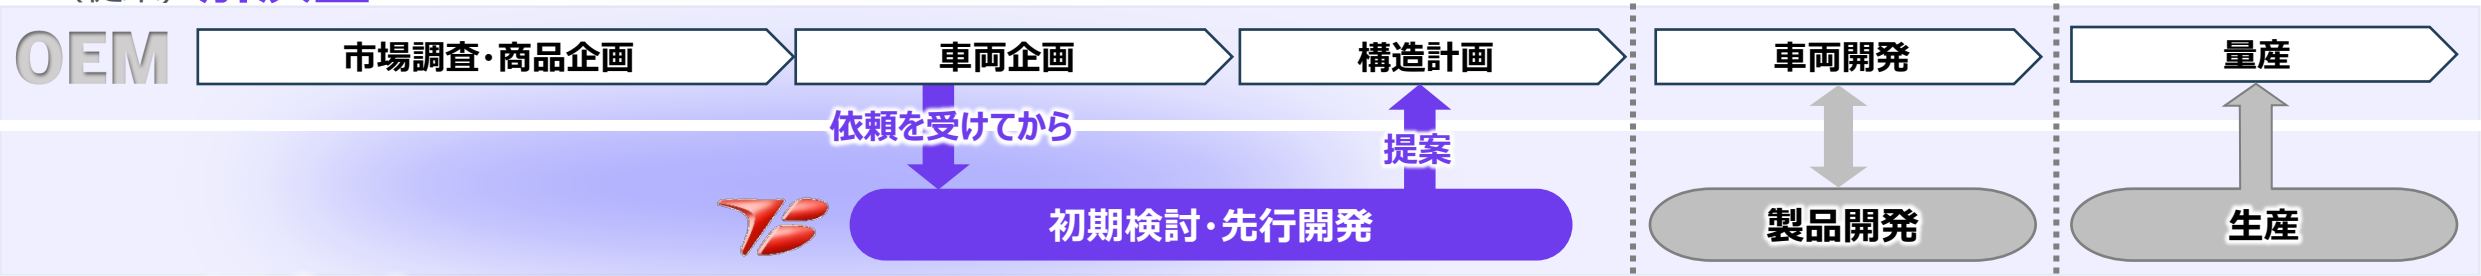 OEM
市場調査・商品企画
車両企画
構造計画
車両開発
量産
依頼を受けてから
提案
初期検討・先行開発
製品開発
生産